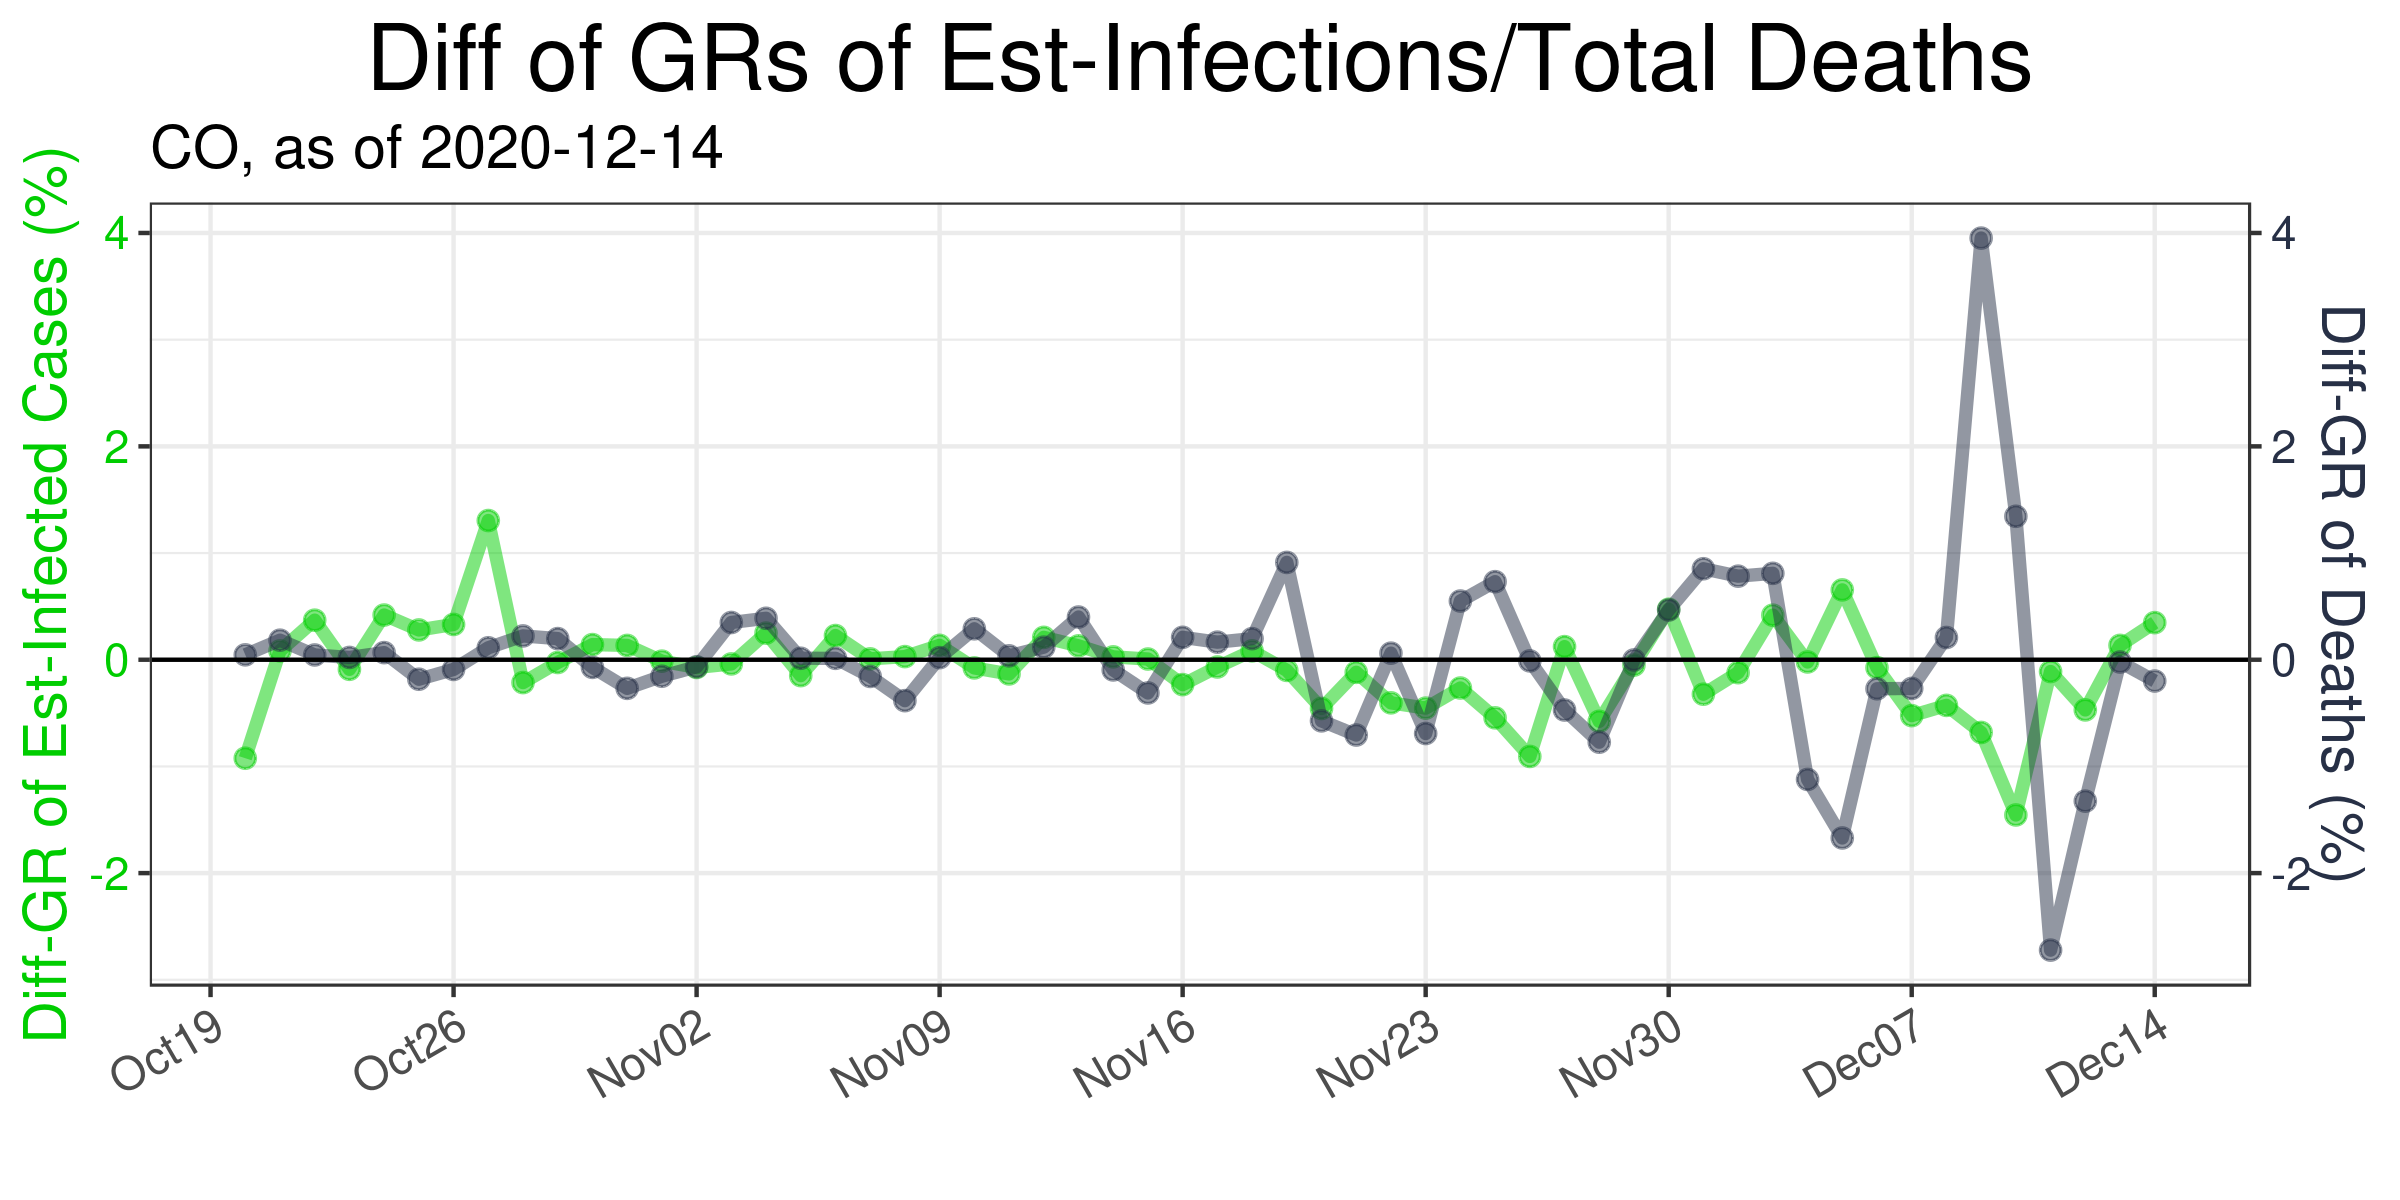 Diff of GRs of Est-Infections/Total Deaths
CO, as of 2020-12-14
Diff-GR of Est-Infected Cases (%)
4
2
0
-2
4
2
0
-2
Diff-GR of Deaths (%)
Oct19
Oct26
Nov02
Nov09
Nov16
Nov23
Nov30
Dec07
Dec14